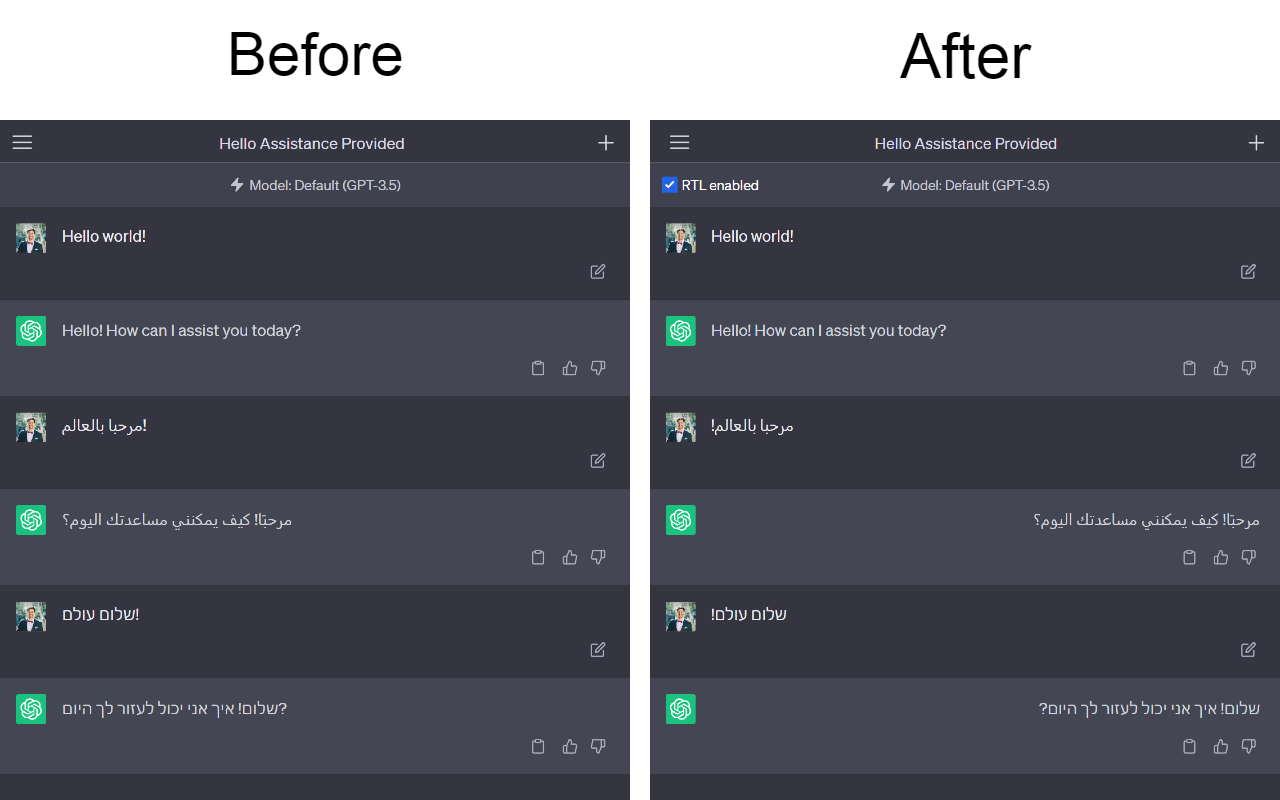 Before
Hello Assistance Provided
Model: Default (GPT-3.5)
Hello world!
Hello! How can I assist you today?
مرحبا بالعالم!
مرحبًا! كيف يمكنني مساعدتك اليوم؟
שלום עולם!
שלום! איך אני יכול לעזור לך היום?
After
Hello Assistance Provided
RTL enabled
Model: Default (GPT-3.5)
Hello world!
Hello! How can I assist you today?
مرحبا بالعالم!
مرحبًا! كيف يمكنني مساعدتك اليوم؟
שלום עולם!
שלום! איך אני יכול לעזור לך היום?